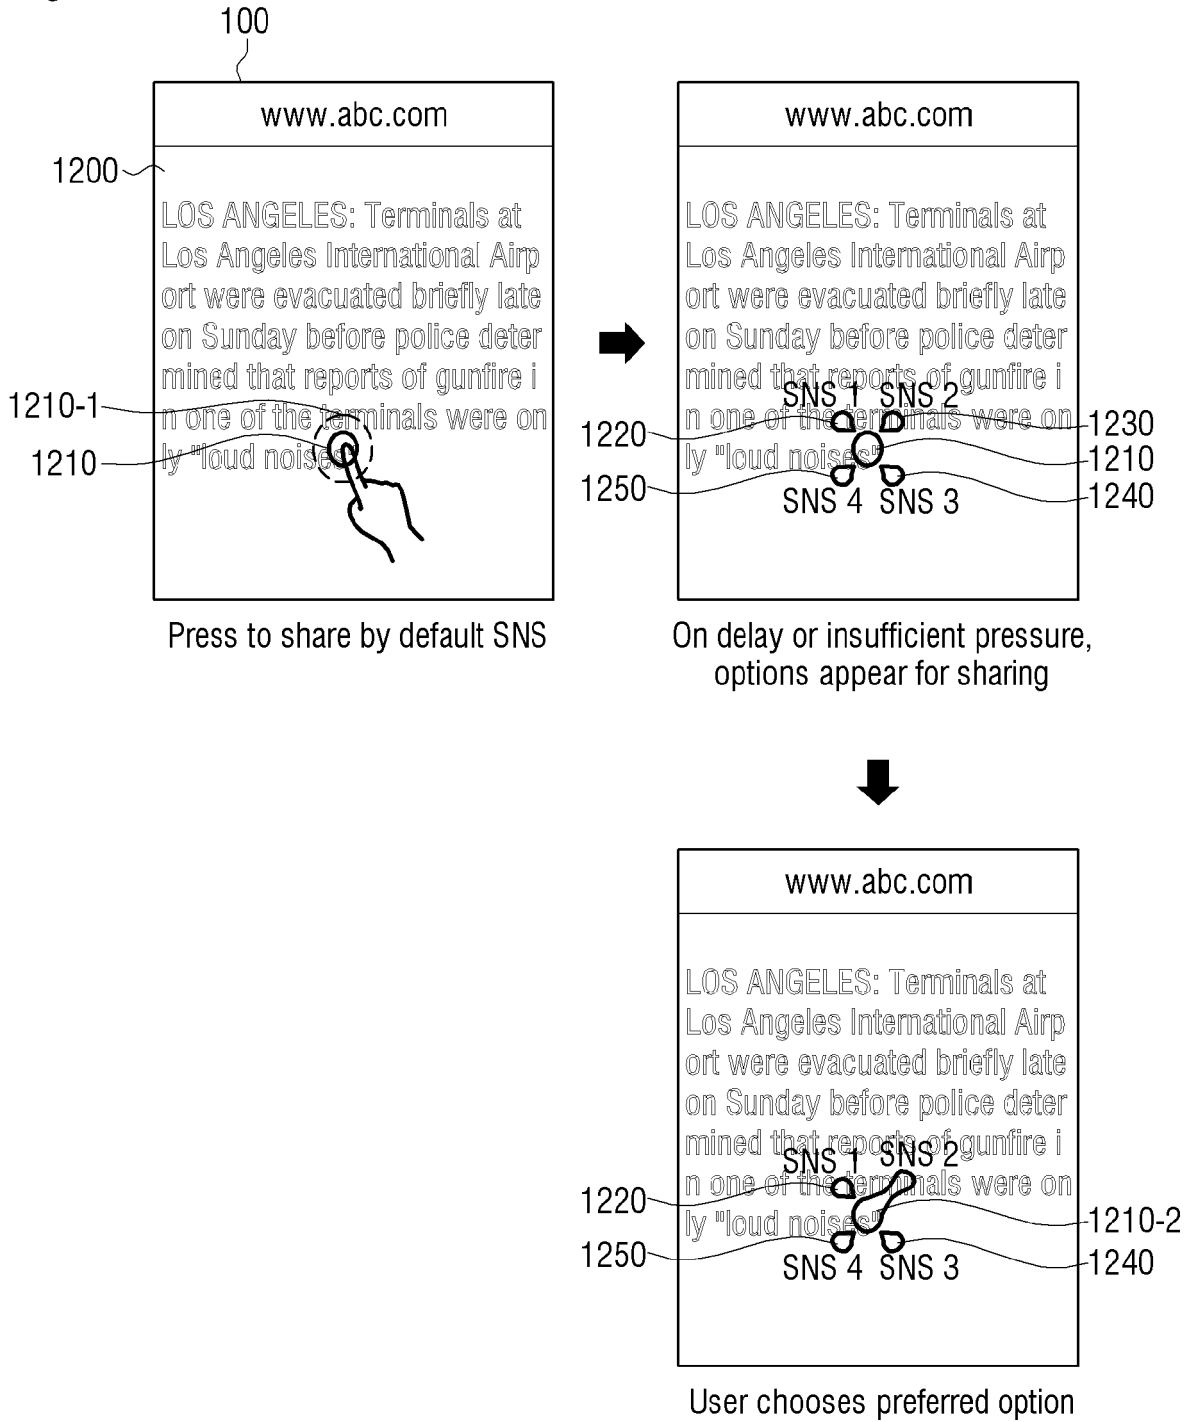 100
www.abc.com
1200
LOS ANGELES: Terminals at
Los Angeles International Airp
ort were evacuated briefly late
on Sunday before police deter
mined that reports of gunfire i
n one of the terminals were on
ly "loud noises"
1210-1
1210
Press to share by default SNS
www.abc.com
LOS ANGELES: Terminals at
Los Angeles International Airp
ort were evacuated briefly late
on Sunday before police deter
mined that reports of gunfire i
SNS 1 SNS 2
n one of the terminals were on
ly "loud noises"
SNS 4 SNS 3
1220
1250
1230
1210
1240
On delay or insufficient pressure,
options appear for sharing
www.abc.com
LOS ANGELES: Terminals at
Los Angeles International Airp
ort were evacuated briefly late
on Sunday before police deter
mined that reports of gunfire i
SNS 1 SNS 2
n one of the terminals were on
ly "loud noises"
SNS 4 SNS 3
1220
1250
1210-2
1240
User chooses preferred option